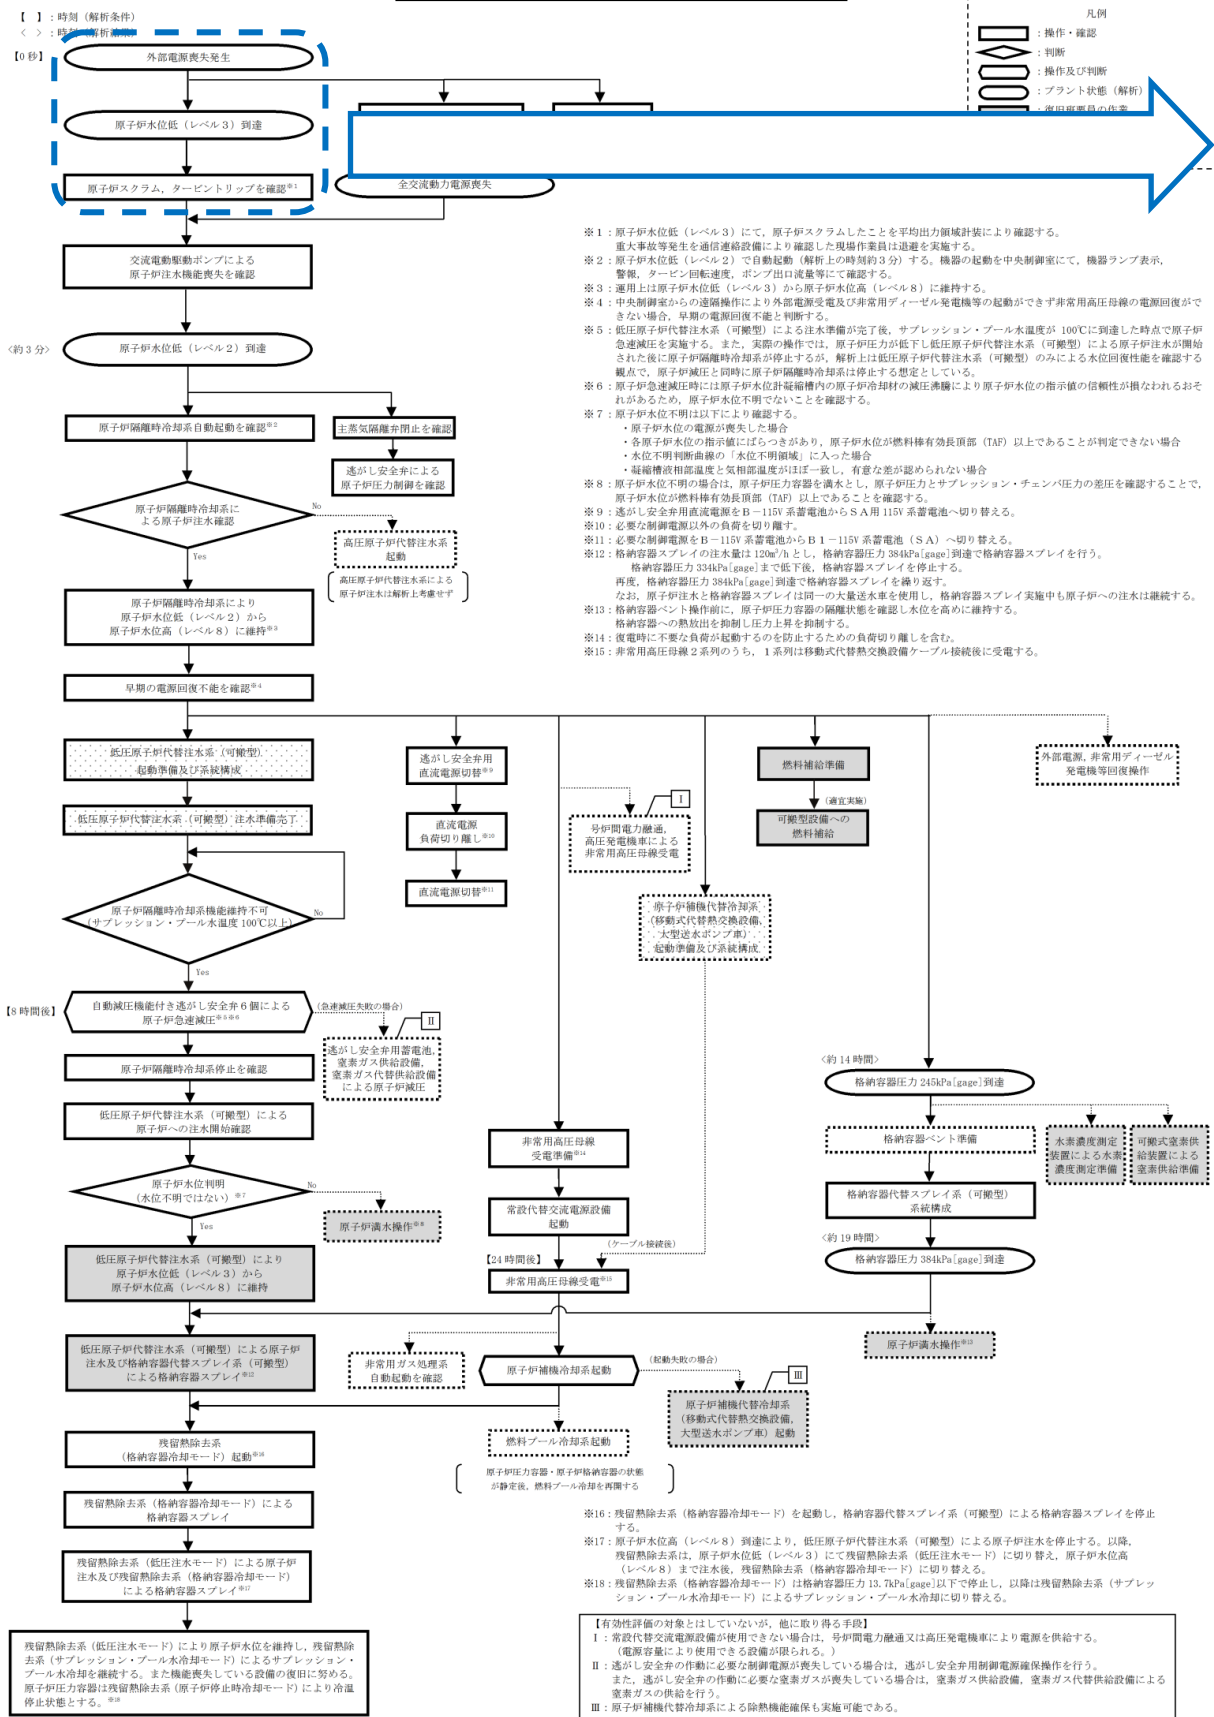 【 】：時刻（解析条件）
＜ ＞：時刻（解析結果）
凡例
：操作・確認
：判断
：操作及び判断
：プラント状態（解析）
：復旧班要員の作業
【0秒】
外部電源喪失発生
原子炉水位低（レベル３）到達
原子炉スクラム，タービントリップを確認※1
全交流動力電源喪失
交流電動駆動ポンプによる
原子炉注水機能喪失を確認
〈約３分〉
原子炉水位低（レベル２）到達
原子炉隔離時冷却系自動起動を確認※2
主蒸気隔離弁閉止を確認
逃がし安全弁による
原子炉圧力制御を確認
原子炉隔離時冷却系に
よる原子炉注水確認
No
Yes
高圧原子炉代替注水系
起動
高圧原子炉代替注水系による
原子炉注水は解析上考慮せず
原子炉隔離時冷却系により
原子炉水位低（レベル２）から
原子炉水位高（レベル８）に維持※3
早期の電源回復不能を確認※4
※１：原子炉水位低（レベル３）にて，原子炉スクラムしたことを平均出力領域計装により確認する。
重大事故等発生を通信連絡設備により確認した現場作業員は退避を実施する。
※２：原子炉水位低（レベル２）で自動起動（解析上の時刻約３分）する。機器の起動を中央制御室にて，機器ランプ表示，
警報，タービン回転速度，ポンプ出口流量等にて確認する。
※３：運用上は原子炉水位低（レベル３）から原子炉水位高（レベル８）に維持する。
※４：中央制御室からの遠隔操作により外部電源受電及び非常用ディーゼル発電機等の起動ができず非常用高圧母線の電源回復がで
きない場合，早期の電源回復不能と判断する。
※５：低圧原子炉代替注水系（可搬型）による注水準備が完了後，サプレッション・プール水温度が 100℃に到達した時点で原子炉
急速減圧を実施する。また，実際の操作では，原子炉圧力が低下し低圧原子炉代替注水系（可搬型）による原子炉注水が開始
された後に原子炉隔離時冷却系が停止するが，解析上は低圧原子炉代替注水系（可搬型）のみによる水位回復性能を確認する
観点で，原子炉減圧と同時に原子炉隔離時冷却系は停止する想定としている。
※６：原子炉急速減圧時には原子炉水位計凝縮槽内の原子炉冷却材の減圧沸騰により原子炉水位の指示値の信頼性が損なわれるおそ
れがあるため，原子炉水位不明でないことを確認する。
※７：原子炉水位不明は以下により確認する。
・原子炉水位の電源が喪失した場合
・各原子炉水位の指示値にばらつきがあり，原子炉水位が燃料棒有効長頂部（TAF）以上であることが判定できない場合
・水位不明判断曲線の「水位不明領域」に入った場合
・凝縮槽液相部温度と気相部温度がほぼ一致し，有意な差が認められない場合
※８：原子炉水位不明の場合は，原子炉圧力容器を満水とし，原子炉圧力とサプレッション・チェンバ圧力の差圧を確認することで，
原子炉水位が燃料棒有効長頂部（TAF）以上であることを確認する。
※９：逃がし安全弁用直流電源をＢ－115V 系蓄電池からＳＡ用 115V 系蓄電池へ切り替える。
※10：必要な制御電源以外の負荷を切り離す。
※11：必要な制御電源をＢ－115V 系蓄電池からＢ１－115V 系蓄電池（ＳＡ）へ切り替える。
※12：格納容器スプレイの注水量は 120m³/h とし，格納容器圧力 384kPa[gage]到達で格納容器スプレイを行う。
格納容器圧力 334kPa[gage]まで低下後，格納容器スプレイを停止する。
再度，格納容器圧力 384kPa[gage]到達で格納容器スプレイを繰り返す。
なお，原子炉注水と格納容器スプレイは同一の大量送水車を使用し，格納容器スプレイ実施中も原子炉への注水は継続する。
※13：格納容器ベント操作前に，原子炉圧力容器の隔離状態を確認し水位を高めに維持する。
格納容器への熱放出を抑制し圧力上昇を抑制する。
※14：復電時に不要な負荷が起動するのを防止するための負荷切り離しを含む。
※15：非常用高圧母線２系列のうち，１系列は移動式代替熱交換設備ケーブル接続後に受電する。
低圧原子炉代替注水系（可搬型）
起動準備及び系統構成
逃がし安全弁用
直流電源切替※9
燃料補給準備
外部電源，非常用ディーゼル
発電機等回復操作
低圧原子炉代替注水系（可搬型）注水準備完了
直流電源
負荷切り離し※10
Ⅰ
号炉間電力融通，
高圧発電機車による
非常用高圧母線受電
（適宜実施）
可搬型設備への
燃料補給
直流電源切替※11
原子炉隔離時冷却系機能維持不可
（サプレッション・プール水温度 100℃以上）
No
Yes
原子炉補機代替冷却系
（移動式代替熱交換設備，
大型送水ポンプ車）
起動準備及び系統構成
【8時間後】
自動減圧機能付き逃がし安全弁６個による
原子炉急速減圧※5※6
（急速減圧失敗の場合）
Ⅱ
逃がし安全弁用蓄電池，
窒素ガス供給設備，
窒素ガス代替供給設備
による原子炉減圧
原子炉隔離時冷却系停止を確認
低圧原子炉代替注水系（可搬型）による
原子炉への注水開始確認
〈約 14 時間〉
格納容器圧力 245kPa[gage]到達
格納容器ベント準備
水素濃度測定
装置による水素
濃度測定準備
可搬式窒素供
給装置による
窒素供給準備
格納容器代替スプレイ系（可搬型）
系統構成
原子炉水位判明
（水位不明ではない）※7
No
Yes
原子炉満水操作※8
非常用高圧母線
受電準備※14
常設代替交流電源設備
起動
（ケーブル接続後）
【24時間後】
非常用高圧母線受電※15
〈約 19 時間〉
格納容器圧力 384kPa[gage]到達
低圧原子炉代替注水系（可搬型）により
原子炉水位低（レベル３）から
原子炉水位高（レベル８）に維持
原子炉満水操作※13
低圧原子炉代替注水系（可搬型）による原子炉
注水及び格納容器代替スプレイ系（可搬型）
による格納容器スプレイ※12
非常用ガス処理系
自動起動を確認
原子炉補機冷却系起動
（起動失敗の場合）
Ⅲ
原子炉補機代替冷却系
（移動式代替熱交換設備，
大型送水ポンプ車）起動
燃料プール冷却系起動
原子炉圧力容器・原子炉格納容器の状態
が静定後，燃料プール冷却を再開する
残留熱除去系
（格納容器冷却モード）起動※16
残留熱除去系（格納容器冷却モード）による
格納容器スプレイ
残留熱除去系（低圧注水モード）による原子炉
注水及び残留熱除去系（格納容器冷却モード）
による格納容器スプレイ※17
残留熱除去系（低圧注水モード）により原子炉水位を維持し，残留熱除
去系（サプレッション・プール水冷却モード）によるサプレッション・
プール水冷却を継続する。また機能喪失している設備の復旧に努める。
原子炉圧力容器は残留熱除去系（原子炉停止時冷却モード）により冷温
停止状態とする。※18
※16：残留熱除去系（格納容器冷却モード）を起動し，格納容器代替スプレイ系（可搬型）による格納容器スプレイを停止
する。
※17：原子炉水位高（レベル８）到達により，低圧原子炉代替注水系（可搬型）による原子炉注水を停止する。以降，
残留熱除去系は，原子炉水位低（レベル３）にて残留熱除去系（低圧注水モード）に切り替え，原子炉水位高
（レベル８）まで注水後，残留熱除去系（格納容器冷却モード）に切り替える。
※18：残留熱除去系（格納容器冷却モード）は格納容器圧力 13.7kPa[gage]以下で停止し，以降は残留熱除去系（サプレッ
ション・プール水冷却モード）によるサプレッション・プール水冷却に切り替える。
【有効性評価の対象とはしていないが，他に取り得る手段】
Ⅰ：常設代替交流電源設備が使用できない場合は，号炉間電力融通又は高圧発電機車により電源を供給する。
（電源容量により使用できる設備が限られる。）
Ⅱ：逃がし安全弁の作動に必要な制御電源が喪失している場合は，逃がし安全弁用制御電源確保操作を行う。
また，逃がし安全弁の作動に必要な窒素ガスが喪失している場合は，窒素ガス供給設備，窒素ガス代替供給設備による
窒素ガスの供給を行う。
Ⅲ：原子炉補機代替冷却系による除熱機能確保も実施可能である。